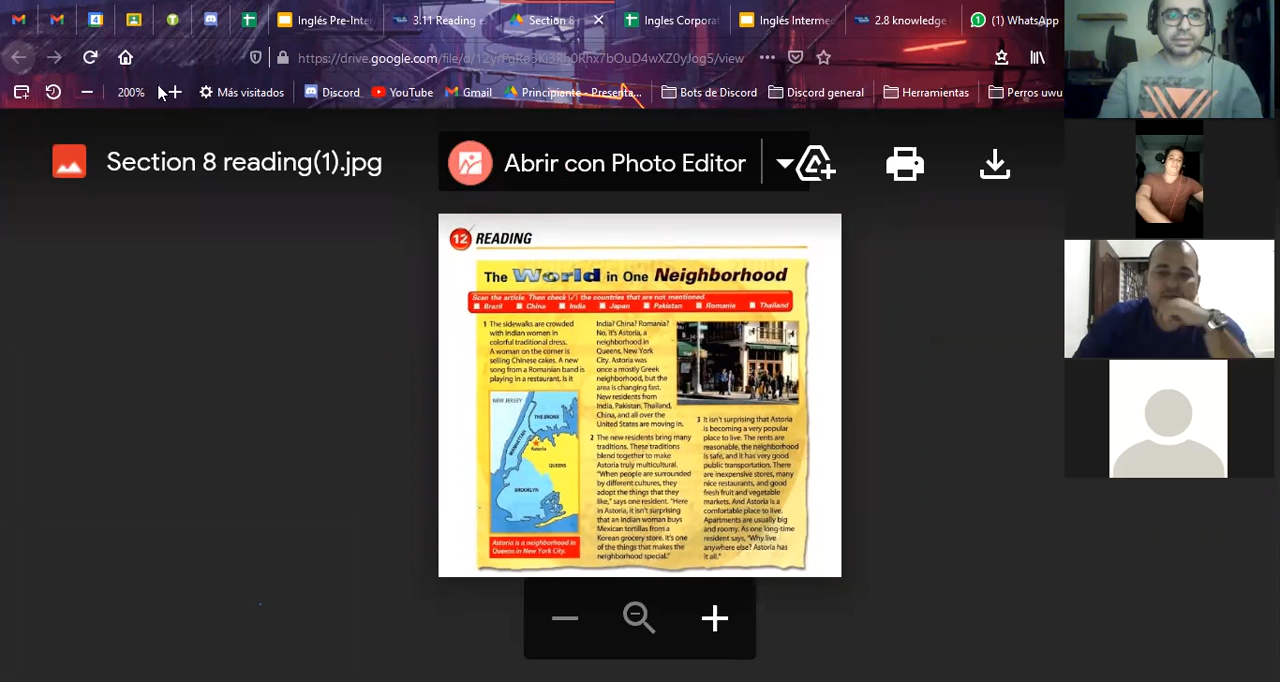 Inglés Pre-Inter
3.11 Reading e
Section 8 r
Ingles Corporat
Inglés Intermed
2.8 knowledge
(1) WhatsApp
200%
Más visitados
Discord
YouTube
Gmail
Principiante - Presenta...
Bots de Discord
Discord general
Herramientas
Perros uwu
Section 8 reading(1).jpg
Abrir con Photo Editor
12 READING
The World in One Neighborhood
Scan the article. Then check (✓) the countries that are not mentioned.
Brazil China India Japan Pakistan Romania Thailand
1 The sidewalks are crowded
with Indian women in
colorful traditional dress.
A woman on the corner is
selling Chinese cakes. A new
song from a Romanian band is
playing in a restaurant. Is it
NEW JERSEY
THE BRONX
MANHATTAN
Astoria
QUEENS
BROOKLYN
Astoria is a neighborhood in
Queens in New York City.
India? China? Romania?
No, it's Astoria, a
neighborhood in
Queens, New York
City. Astoria was
once a mostly Greek
neighborhood, but the
area is changing fast.
New residents from
India, Pakistan, Thailand,
China, and all over the
United States are moving in.
2 The new residents bring many
traditions. These traditions
blend together to make
Astoria truly multicultural.
"When people are surrounded
by different cultures, they
adopt the things that they
like," says one resident. "Here
in Astoria, it isn't surprising
that an Indian woman buys
Mexican tortillas from a
Korean grocery store. It's one
of the things that makes the
neighborhood special."
3 It isn't surprising that Astoria
is becoming a very popular
place to live. The rents are
reasonable, the neighborhood
is safe, and it has very good
public transportation. There
are inexpensive stores, many
nice restaurants, and good
fresh fruit and vegetable
markets. And Astoria is a
comfortable place to live.
Apartments are usually big
and roomy. As one long-time
resident says, "Why live
anywhere else? Astoria has
it all."